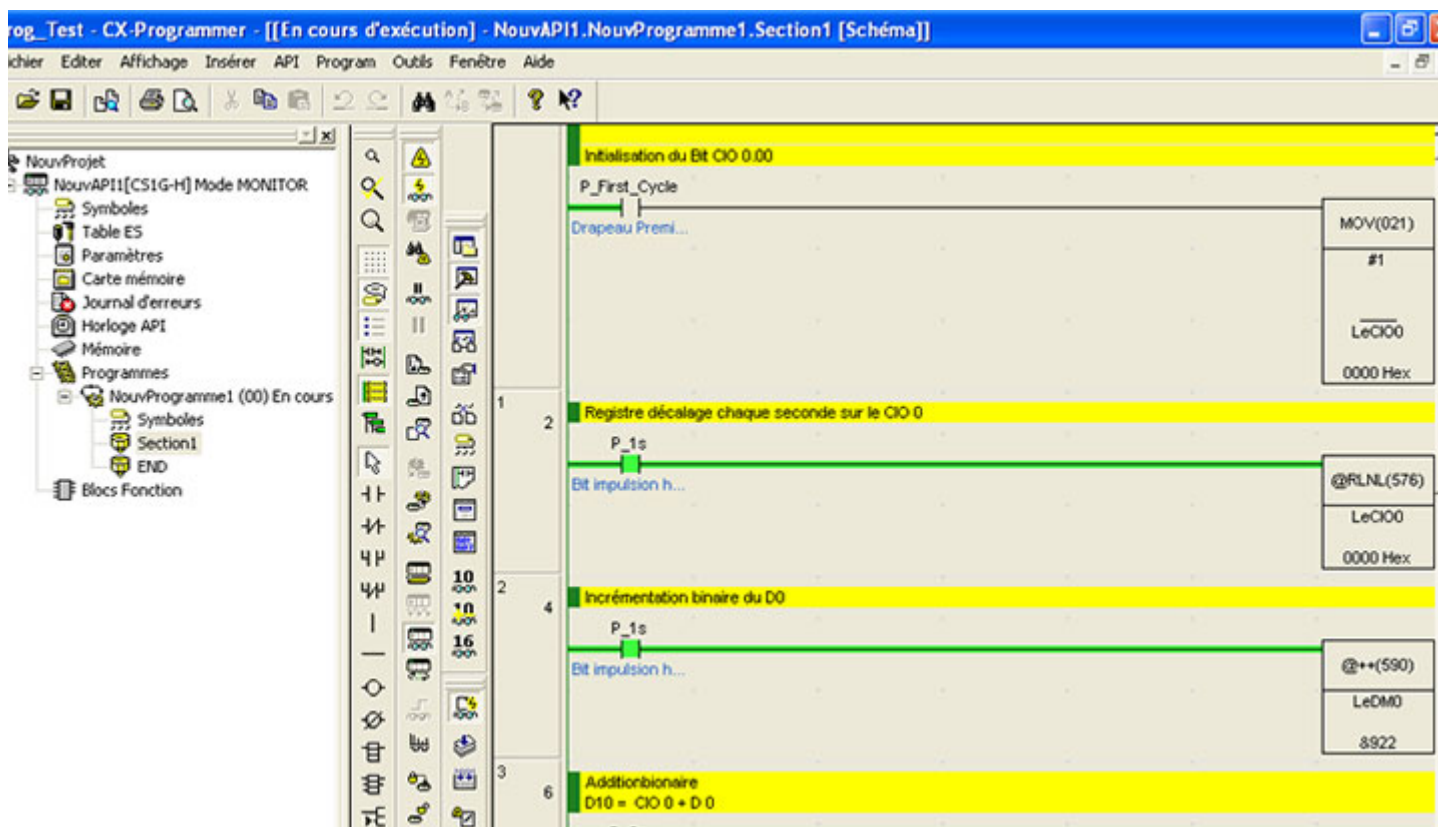 rog_Test - CX-Programmer - [[En cours d'exécution] - NouvAPI1.NouvProgramme1.Section1 [Schéma]]
ichier Editer Affichage Insérer API Program Outils Fenêtre Aide
NouvProjet
NouvAPI1[CS1G-H] Mode MONITOR
Symboles
Table ES
Paramètres
Carte mémoire
Journal d'erreurs
Horloge API
Mémoire
Programmes
NouvProgramme1 (00) En cours
Symboles
Section1
END
Blocs Fonction
10
10
16
Initialisation du Bit CIO 0.00
P_First_Cycle
Drapeau Premi...
MOV(021)
#1
LeCIO0
0000 Hex
1
2
Registre décalage chaque seconde sur le CIO 0
P_1s
Bit impulsion h...
@RLNL(576)
LeCIO0
0000 Hex
2
4
Incrémentation binaire du D0
P_1s
Bit impulsion h...
@++(590)
LeDM0
&922
3
6
Additionbionaire
D10 = CIO 0 + D 0